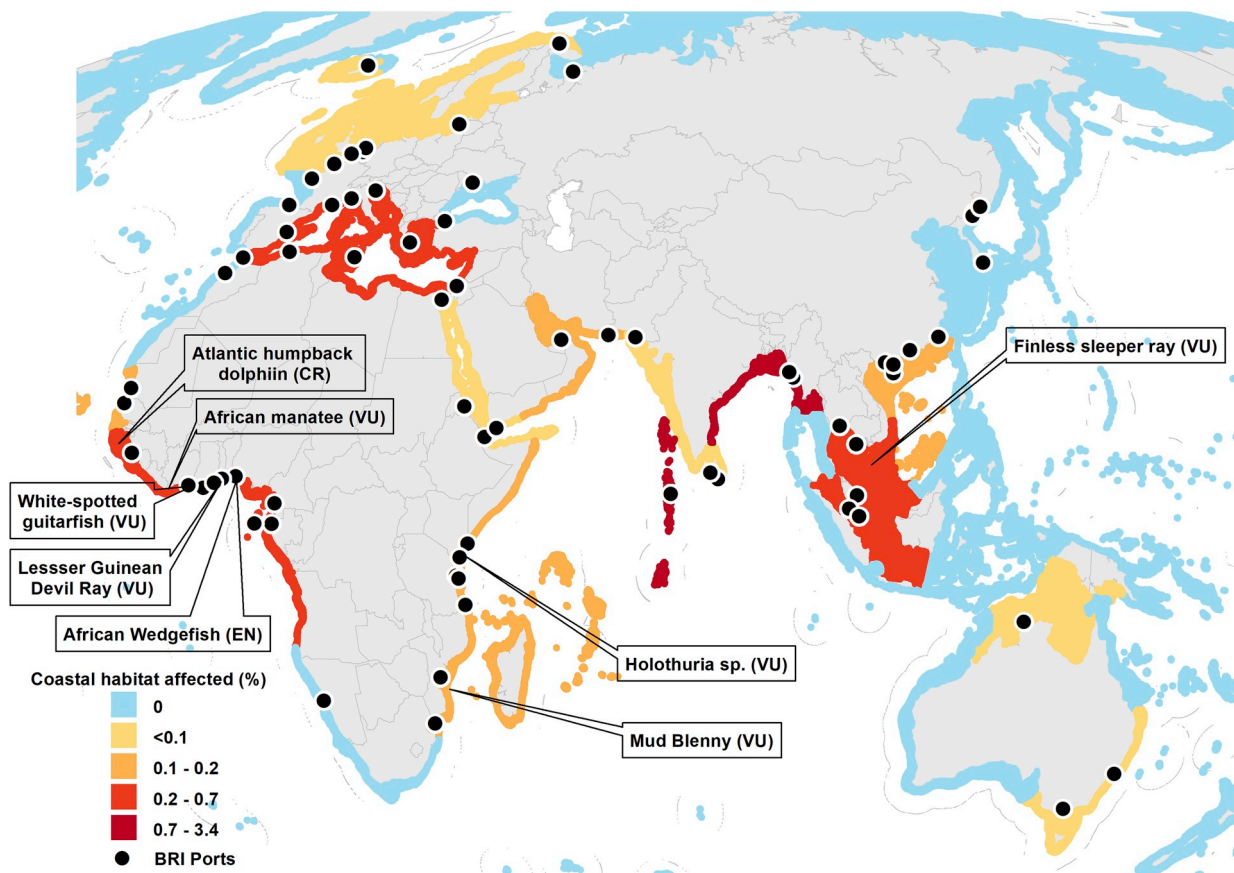 Atlantic humpback
dolphiin (CR)
African manatee (VU)
White-spotted
guitarfish (VU)
Lessser Guinean
Devil Ray (VU)
African Wedgefish (EN)
Finless sleeper ray (VU)
Holothuria sp. (VU)
Mud Blenny (VU)
Coastal habitat affected (%)
0
<0.1
0.1 - 0.2
0.2 - 0.7
0.7 - 3.4
BRI Ports